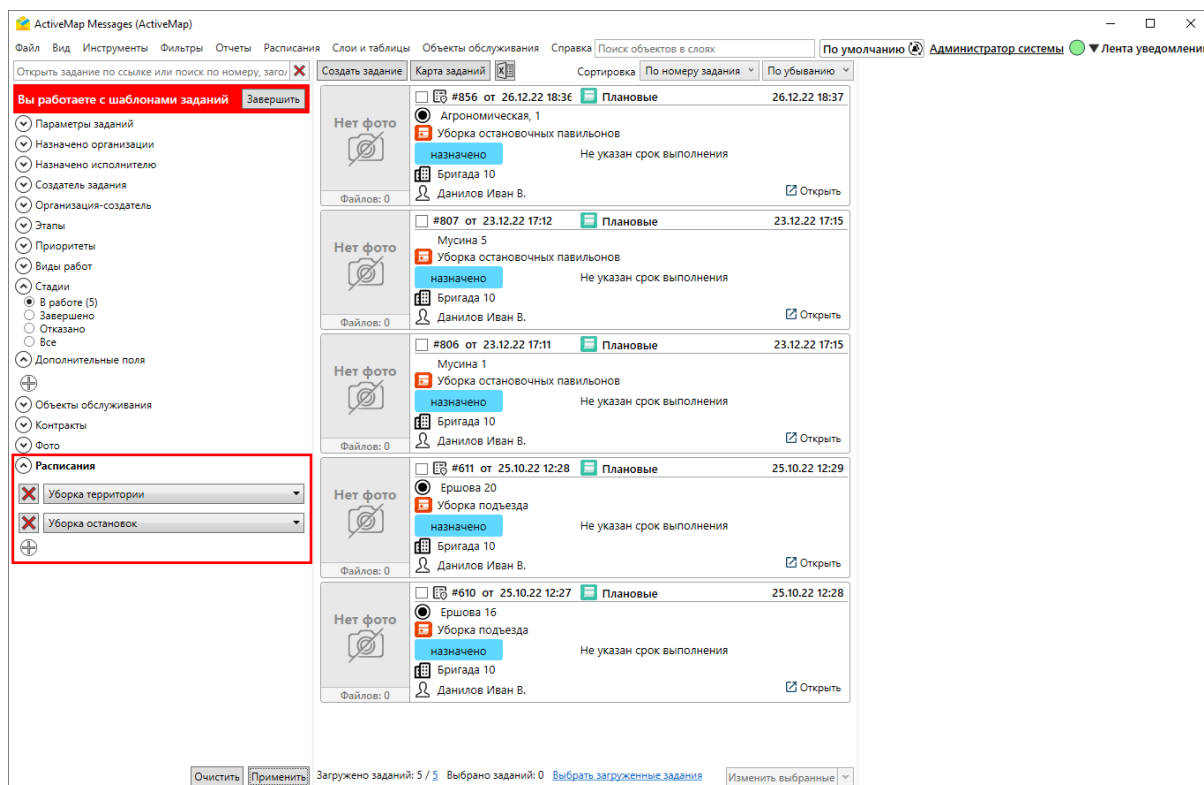 ActiveMap Messages (ActiveMap)
Файл Вид Инструменты Фильтры Отчеты Расписания Слои и таблицы Объекты обслуживания Справка Поиск объектов в слоях По умолчанию Администратор системы Лента уведомлени
Открыть задание по ссылке или поиск по номеру, заго Создать задание Карта заданий Сортировка По номеру задания По убыванию
Вы работаете с шаблонами заданий Завершить
Параметры заданий
Назначено организации
Назначено исполнителю
Создатель задания
Организация-создатель
Этапы
Приоритеты
Виды работ
Стадии
В работе (5)
Завершено
Отказано
Все
Дополнительные поля
Объекты обслуживания
Контракты
Фото
Расписания
Уборка территории
Уборка остановок
Очистить Применить
Нет фото
Файлов: 0
#856 от 26.12.22 18:36 Плановые 26.12.22 18:37
Агрономическая, 1
Уборка остановочных павильонов
назначено Не указан срок выполнения
Бригада 10
Данилов Иван В. Открыть
Нет фото
Файлов: 0
#807 от 23.12.22 17:12 Плановые 23.12.22 17:15
Мусина 5
Уборка остановочных павильонов
назначено Не указан срок выполнения
Бригада 10
Данилов Иван В. Открыть
Нет фото
Файлов: 0
#806 от 23.12.22 17:11 Плановые 23.12.22 17:15
Мусина 1
Уборка остановочных павильонов
назначено Не указан срок выполнения
Бригада 10
Данилов Иван В. Открыть
Нет фото
Файлов: 0
#611 от 25.10.22 12:28 Плановые 25.10.22 12:29
Ершова 20
Уборка подъезда
назначено Не указан срок выполнения
Бригада 10
Данилов Иван В. Открыть
Нет фото
Файлов: 0
#610 от 25.10.22 12:27 Плановые 25.10.22 12:28
Ершова 16
Уборка подъезда
назначено Не указан срок выполнения
Бригада 10
Данилов Иван В. Открыть
Загружено заданий: 5 / 5 Выбрано заданий: 0 Выбрать загруженные задания Изменить выбранные